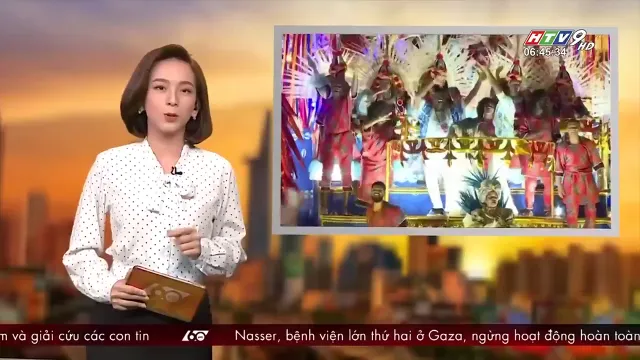 HTV9 HD
06:45:34
m và giải cứu các con tin 60 Nasser, bệnh viện lớn thứ hai ở Gaza, ngừng hoạt động hoàn toàn